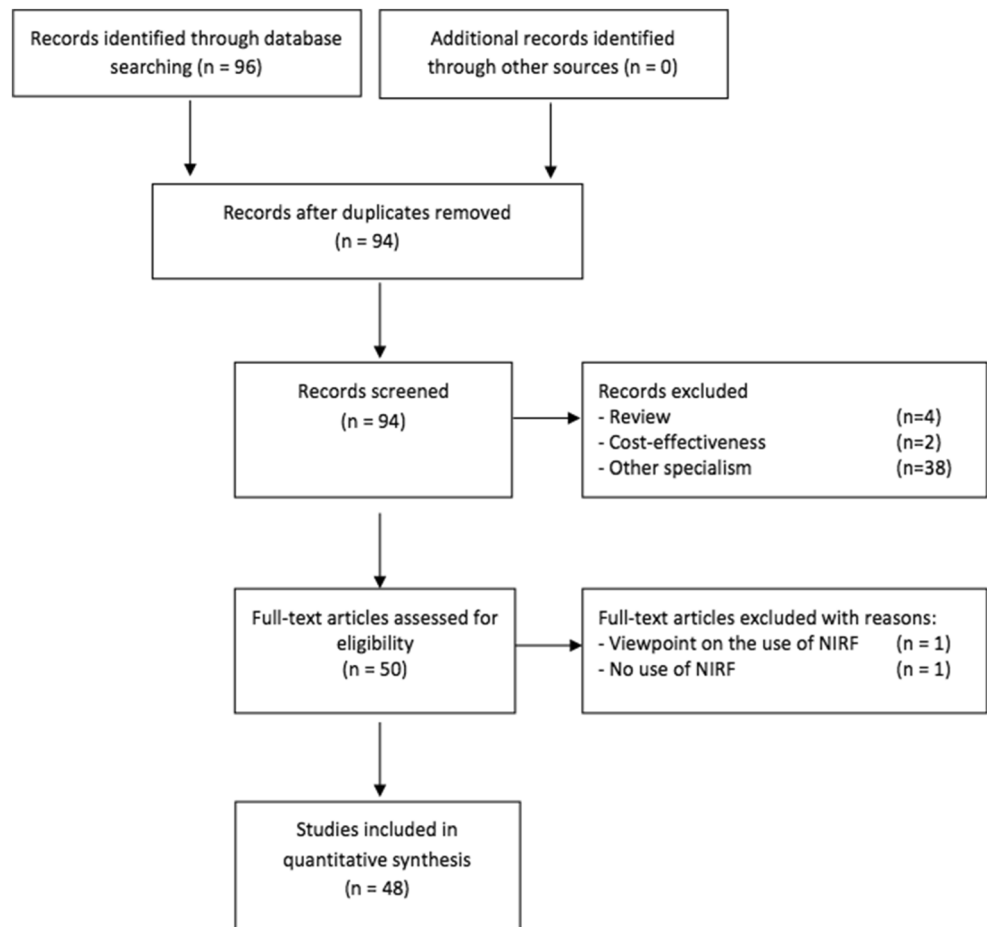 Records identified through database
searching (n = 96)
Additional records identified
through other sources (n = 0)
Records after duplicates removed
(n = 94)
Records screened
(n = 94)
Records excluded
- Review (n=4)
- Cost-effectiveness (n=2)
- Other specialism (n=38)
Full-text articles assessed for
eligibility
(n = 50)
Full-text articles excluded with reasons:
- Viewpoint on the use of NIRF (n = 1)
- No use of NIRF (n = 1)
Studies included in
quantitative synthesis
(n = 48)